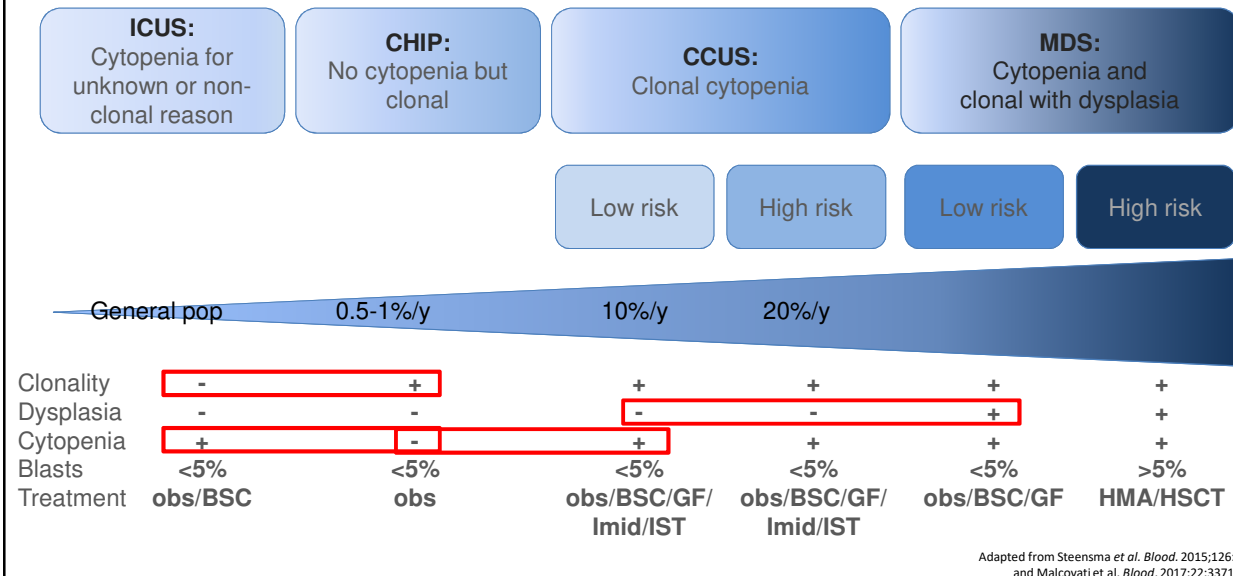 ICUS:
Cytopenia for
unknown or non-
clonal reason
CHIP:
No cytopenia but
clonal
CCUS:
Clonal cytopenia
MDS:
Cytopenia and
clonal with dysplasia
Low risk High risk Low risk High risk
General pop 0.5-1%/y 10%/y 20%/y
Clonality - + + + + +
Dysplasia - - - - + +
Cytopenia + - + + + +
Blasts <5% <5% <5% <5% <5% >5%
Treatment obs/BSC obs obs/BSC/GF/ obs/BSC/GF/ obs/BSC/GF HMA/HSCT
Imid/IST Imid/IST
Adapted from Steensma et al. Blood. 2015;126:
and Malcovati et al. Blood. 2017;22:3371